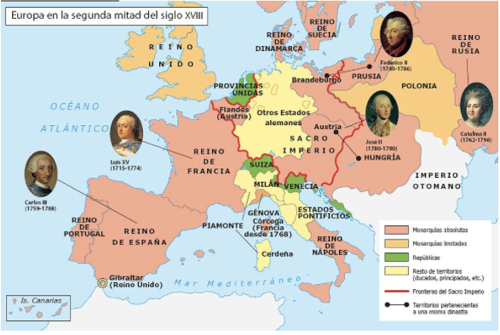 Europa en la segunda mitad del siglo XVIII
REINO
DE
SUECIA
REINO
DE
DINAMARCA
Federico II
(1740-1786)
REINO
DE RUSIA
REINO
UNIDO
PROVINCIAS
UNIDAS
Brandeburgo
PRUSIA
POLONIA
Flandes
(Austria)
Otros Estados
alemanes
OCÉANO
ATLÁNTICO
SACRO
IMPERIO
Austria
José II
(1780-1790)
Catalina II
(1762-1796)
Luis XV
(1715-1774)
REINO
DE
FRANCIA
SUIZA
HUNGRÍA
Carlos III
(1759-1788)
MILÁN
VENECIA
IMPERIO
OTOMANO
GÉNOVA
Córcega
(Francia
desde 1768)
ESTADOS
PONTIFICIOS
PIAMONTE
REINO
DE
PORTUGAL
REINO
DE ESPAÑA
Cerdeña
REINO
DE
NÁPOLES
Gibraltar
(Reino Unido)
Mar Mediterráneo
Is. Canarias
Monarquías absolutas
Monarquías limitadas
Repúblicas
Resto de territorios
(ducados, principados, etc.)
Fronteras del Sacro Imperio
Territorios pertenecientes
a una misma dinastía